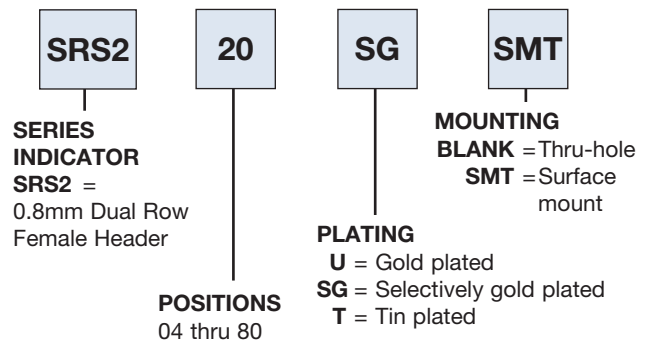 SRS2 20 SG SMT
SERIES
INDICATOR
SRS2 =
0.8mm Dual Row
Female Header
POSITIONS
04 thru 80
PLATING
U = Gold plated
SG = Selectively gold plated
T = Tin plated
MOUNTING
BLANK =Thru-hole
SMT =Surface
mount